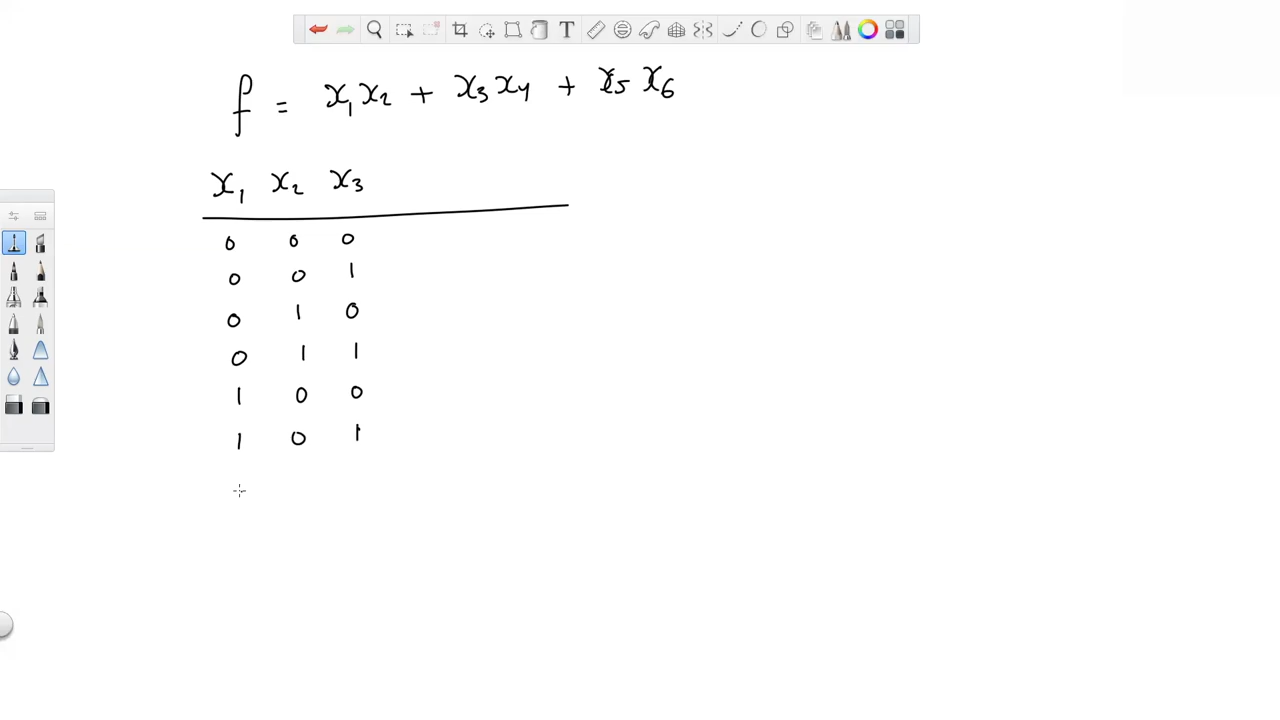 f = x₁x₂ + x₃x₄ + x₅x₆
x₁ x₂ x₃
0 0 0
0 0 1
0 1 0
0 1 1
1 0 0
1 0 1